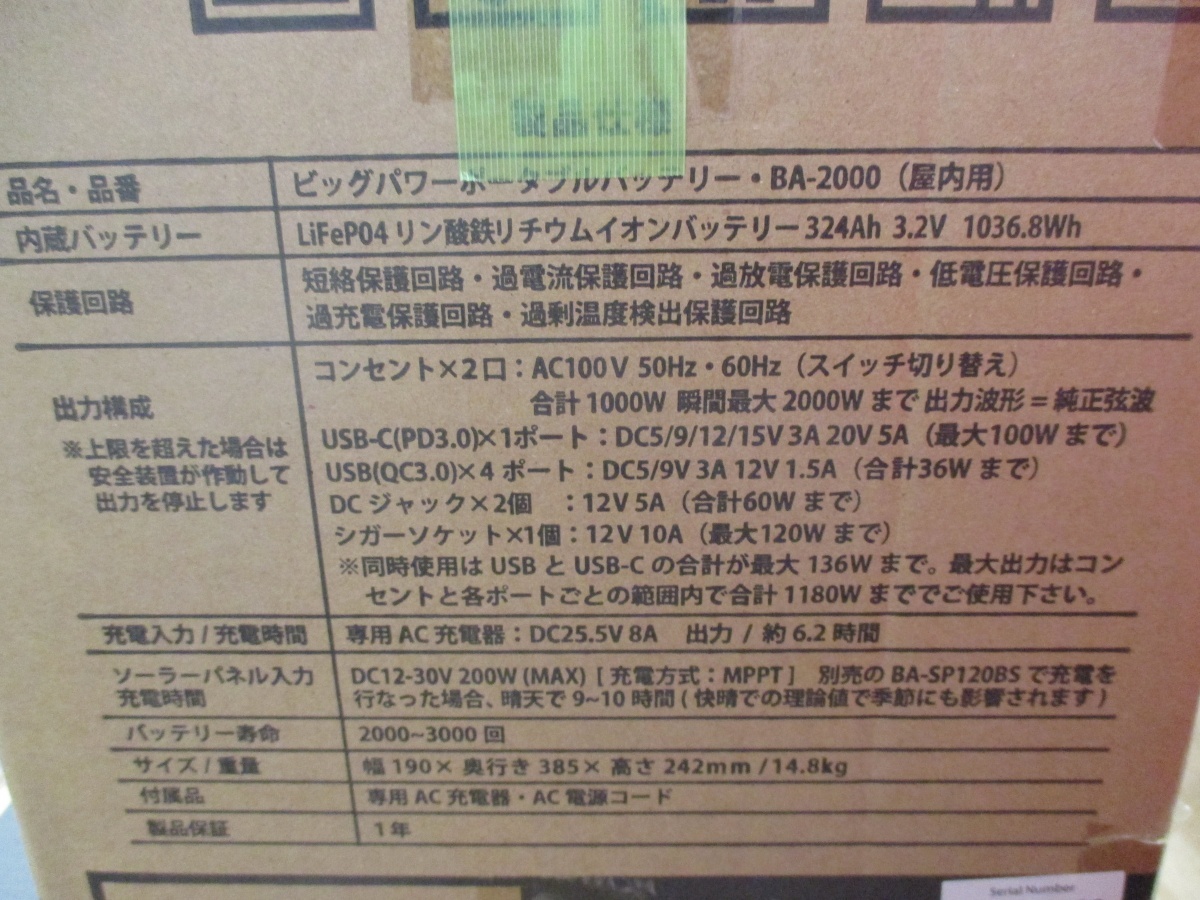 製品仕様
品名・品番 ビッグパワーポータブルバッテリー・BA-2000（屋内用）
内蔵バッテリー LiFePO4 リン酸鉄リチウムイオンバッテリー 324Ah 3.2V 1036.8Wh
保護回路 短絡保護回路・過電流保護回路・過放電保護回路・低電圧保護回路・
過充電保護回路・過剰温度検出保護回路
出力構成
※上限を超えた場合は
安全装置が作動して
出力を停止します
コンセント×2口：AC100V 50Hz・60Hz（スイッチ切り替え）
合計 1000W 瞬間最大 2000W まで 出力波形＝純正弦波
USB-C(PD3.0)×1ポート：DC5/9/12/15V 3A 20V 5A（最大100W まで）
USB(QC3.0)×4 ポート：DC5/9V 3A 12V 1.5A（合計36W まで）
DC ジャック×2個 ：12V 5A（合計60W まで）
シガーソケット×1個：12V 10A（最大120W まで）
※同時使用は USB と USB-C の合計が最大 136W まで。最大出力はコン
セントと各ポートごとの範囲内で合計 1180W まででご使用下さい。
充電入力 / 充電時間 専用 AC 充電器：DC25.5V 8A 出力 / 約 6.2 時間
ソーラーパネル入力
充電時間
DC12-30V 200W (MAX) [ 充電方式：MPPT ] 別売の BA-SP120BS で充電を
行なった場合、晴天で 9~10 時間 ( 快晴での理論値で季節にも影響されます )
バッテリー寿命 2000~3000 回
サイズ / 重量 幅 190× 奥行き 385× 高さ 242mm / 14.8kg
付属品 専用 AC 充電器・AC 電源コード
製品保証 1 年
Serial Number